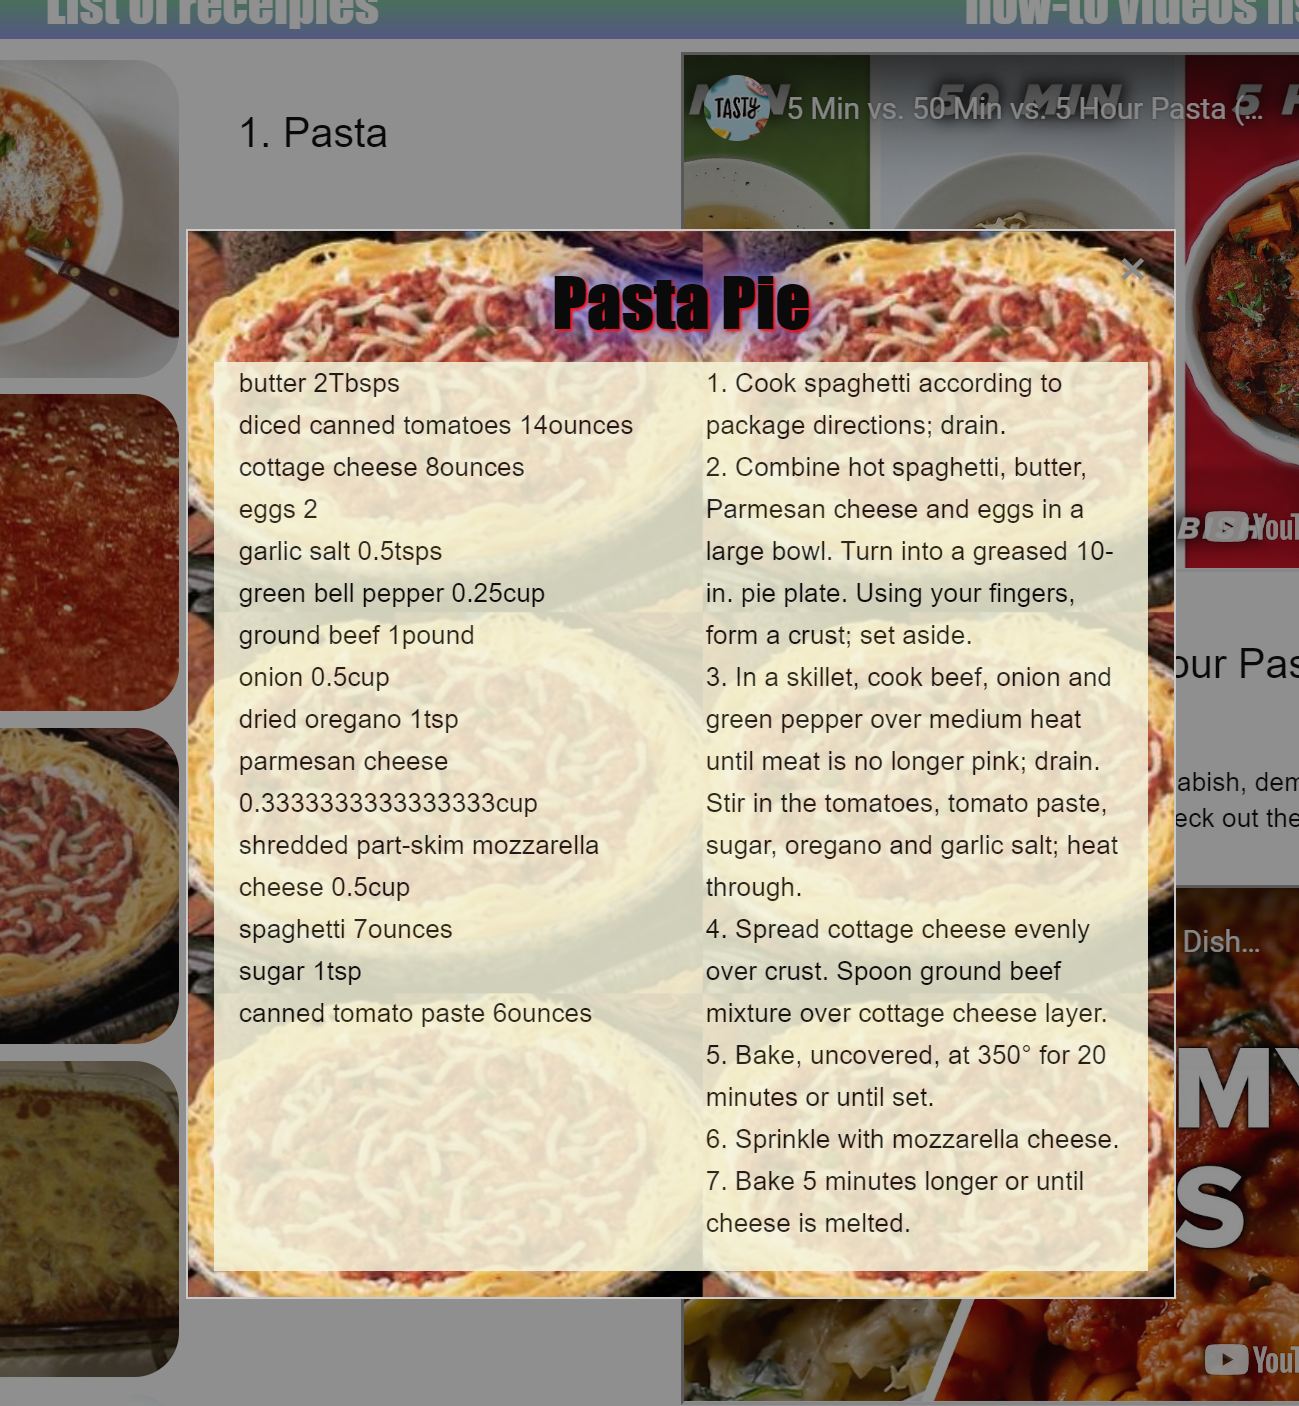 List of receipies
how-to videos
1. Pasta
MIN
50 MIN
5 H
TASTY
5 Min vs. 50 Min vs. 5 Hour Pasta (...
Pasta Pie
×
butter 2Tbsps
diced canned tomatoes 14ounces
cottage cheese 8ounces
eggs 2
garlic salt 0.5tsps
green bell pepper 0.25cup
ground beef 1pound
onion 0.5cup
dried oregano 1tsp
parmesan cheese
0.3333333333333333cup
shredded part-skim mozzarella
cheese 0.5cup
spaghetti 7ounces
sugar 1tsp
canned tomato paste 6ounces
1. Cook spaghetti according to
package directions; drain.
2. Combine hot spaghetti, butter,
Parmesan cheese and eggs in a
large bowl. Turn into a greased 10-
in. pie plate. Using your fingers,
form a crust; set aside.
3. In a skillet, cook beef, onion and
green pepper over medium heat
until meat is no longer pink; drain.
Stir in the tomatoes, tomato paste,
sugar, oregano and garlic salt; heat
through.
4. Spread cottage cheese evenly
over crust. Spoon ground beef
mixture over cottage cheese layer.
5. Bake, uncovered, at 350° for 20
minutes or until set.
6. Sprinkle with mozzarella cheese.
7. Bake 5 minutes longer or until
cheese is melted.
YouT
our Pas
abish, dem
eck out the
Dish...
MY
S
YouT